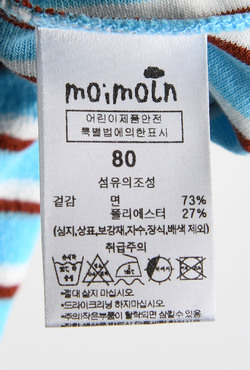 moimoln
어린이제품안전
특별법에의한표시
80
섬유의조성
겉감 면 73%
폴리에스터 27%
(심지,상표,보강재,자수,장식,배색 제외)
취급주의
*절대 삶지 마십시오.
*드라이크리닝 하지마십시오.